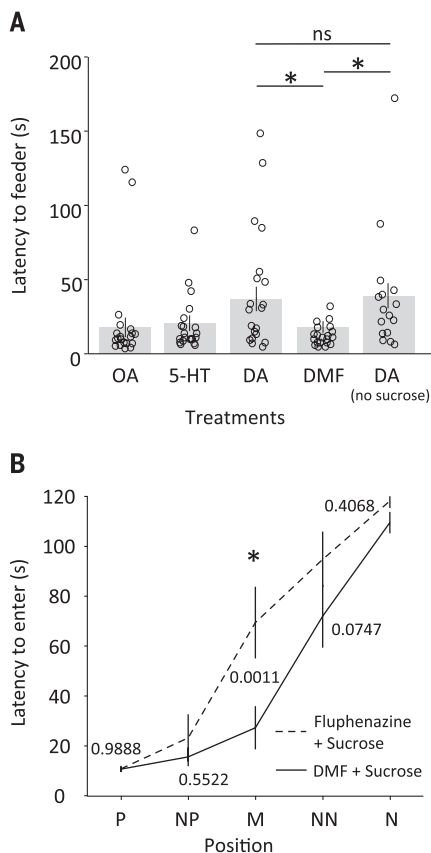 A
ns
*
*
200
150
100
50
0
Latency to feeder (s)
OA 5-HT DA DMF DA
(no sucrose)
Treatments
B
120
100
80
60
40
20
0
Latency to enter (s)
0.4068
*
0.0747
0.0011
0.9888
0.5522
Fluphenazine
+ Sucrose
DMF + Sucrose
P NP M NN N
Position